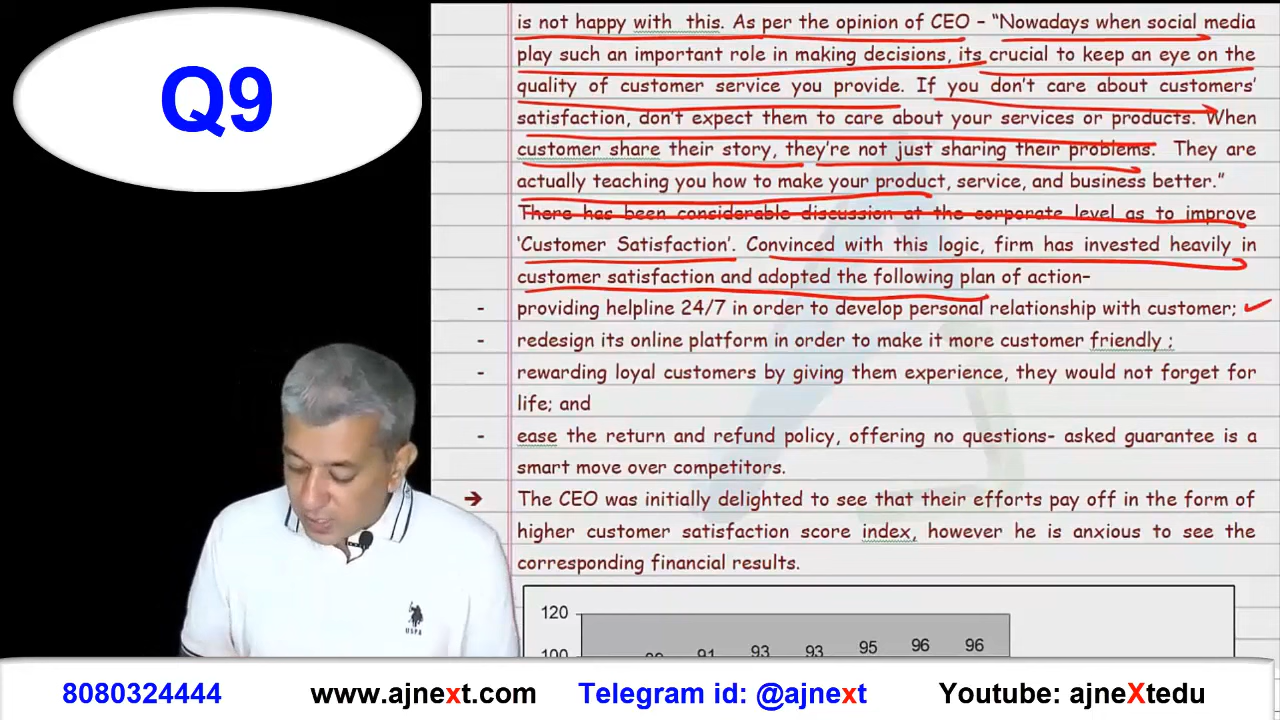 Q9
is not happy with this. As per the opinion of CEO – “Nowadays when social media
play such an important role in making decisions, its crucial to keep an eye on the
quality of customer service you provide. If you don’t care about customers’
satisfaction, don’t expect them to care about your services or products. When
customer share their story, they’re not just sharing their problems. They are
actually teaching you how to make your product, service, and business better.”
There has been considerable discussion at the corporate level as to improve
‘Customer Satisfaction’. Convinced with this logic, firm has invested heavily in
customer satisfaction and adopted the following plan of action–
- providing helpline 24/7 in order to develop personal relationship with customer;
- redesign its online platform in order to make it more customer friendly ;
- rewarding loyal customers by giving them experience, they would not forget for
life; and
- ease the return and refund policy, offering no questions- asked guarantee is a
smart move over competitors.
➔ The CEO was initially delighted to see that their efforts pay off in the form of
higher customer satisfaction score index, however he is anxious to see the
corresponding financial results.
120
91 93 93 95 96 96
100
USPA
8080324444 www.ajnext.com Telegram id: @ajnext Youtube: ajneXtedu